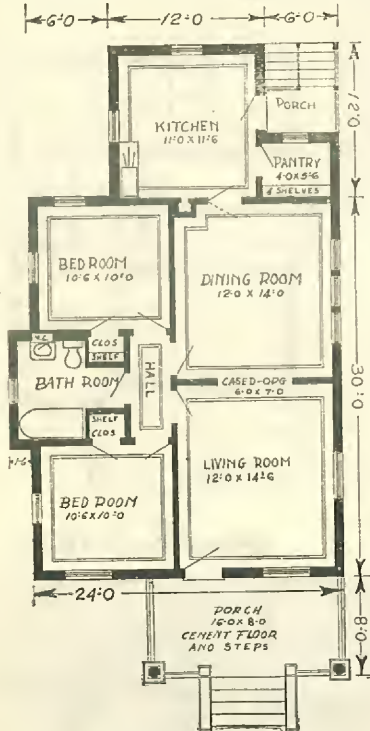 6'-0
12'-0
6'-0
PORCH
12'-0
KITCHEN
11'-0 X 11'-6
PANTRY
4-0X5'-6
4 SHELVES
BED ROOM
10'-6 X 10'-0
DINING ROOM
12-0 X 14-0
CLOS
SHELF
BATH ROOM
HALL
CASED-OPG
6-0 X 7-0
30'-0
SHELF
CLOS
LIVING ROOM
12'-0 X 14'-6
BED ROOM
10'-6 X 10'-0
24'-0
PORCH
16-0 X 8-0
CEMENT FLOOR
AND STEPS
8'-0